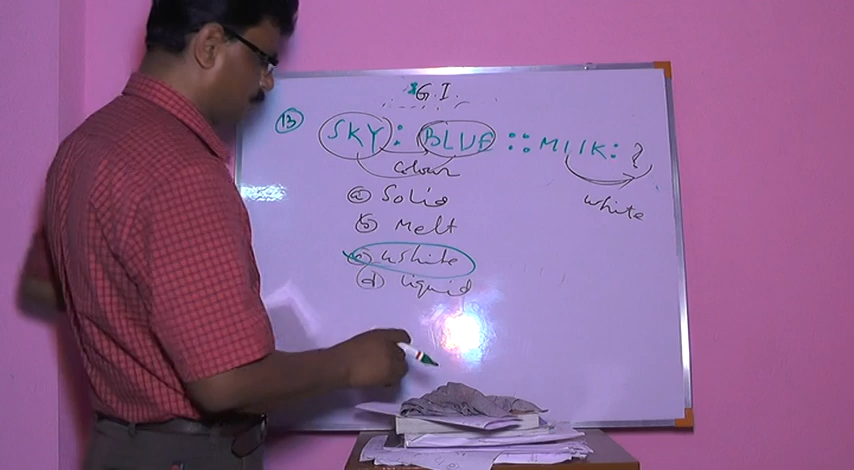 G.I.
13 SKY : BLUE :: MILK : ?
colour
white
(a) Solid
(b) Melt
(c) white
(d) liquid